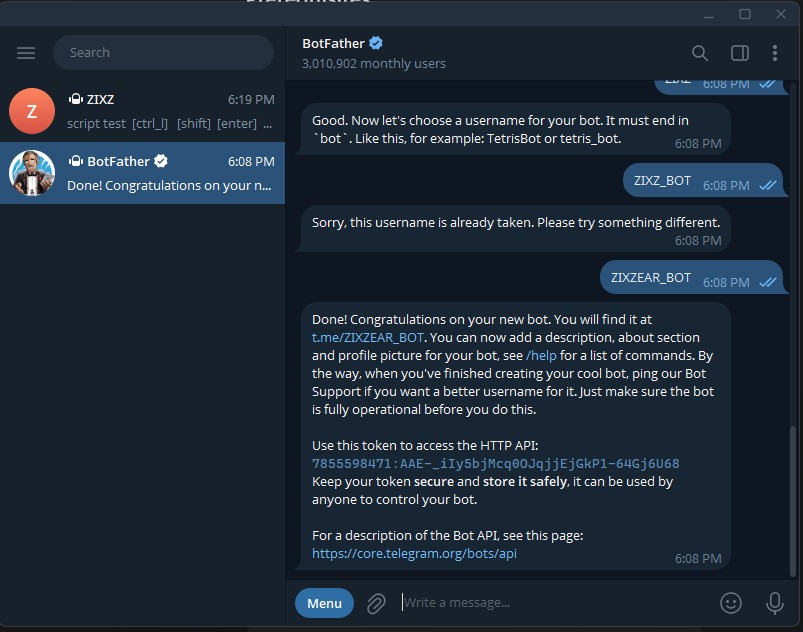 Search
ZIXZ 6:19 PM
Z
script test [ctrl_l] [shift] [enter] ...
BotFather 6:08 PM
Done! Congratulations on your n...
BotFather
3,010,902 monthly users
ZIXZ 6:08 PM
Good. Now let's choose a username for your bot. It must end in
`bot`. Like this, for example: TetrisBot or tetris_bot.
6:08 PM
ZIXZ_BOT 6:08 PM
Sorry, this username is already taken. Please try something different.
6:08 PM
ZIXZEAR_BOT 6:08 PM
Done! Congratulations on your new bot. You will find it at
t.me/ZIXZEAR_BOT. You can now add a description, about section
and profile picture for your bot, see /help for a list of commands. By
the way, when you've finished creating your cool bot, ping our Bot
Support if you want a better username for it. Just make sure the bot
is fully operational before you do this.
Use this token to access the HTTP API:
7855598471:AAE-_iIy5bjMcq0OJqjjEjGkP1-64Gj6U68
Keep your token secure and store it safely, it can be used by
anyone to control your bot.
For a description of the Bot API, see this page:
https://core.telegram.org/bots/api
6:08 PM
Menu
Write a message...